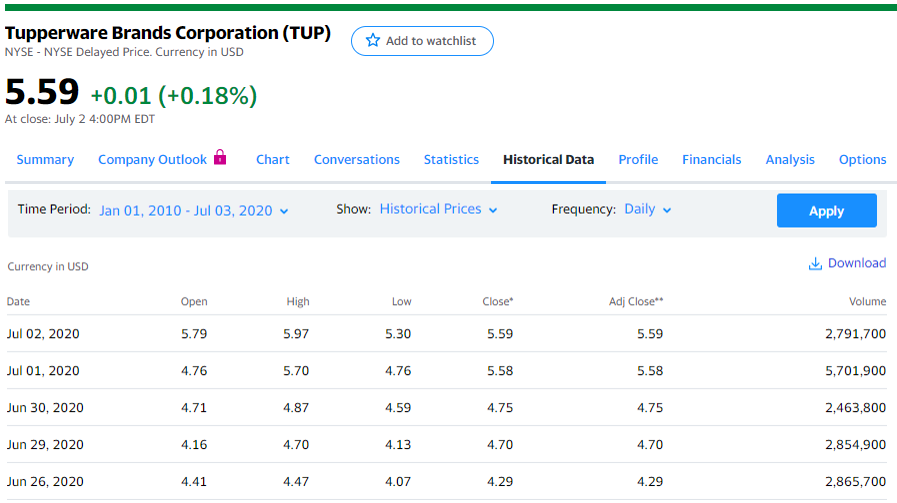 Tupperware Brands Corporation (TUP)
Add to watchlist
NYSE - NYSE Delayed Price. Currency in USD
5.59 +0.01 (+0.18%)
At close: July 2 4:00PM EDT
Summary Company Outlook Chart Conversations Statistics Historical Data Profile Financials Analysis Options
Time Period: Jan 01, 2010 - Jul 03, 2020 Show: Historical Prices Frequency: Daily Apply
Currency in USD Download
Date Open High Low Close* Adj Close** Volume
Jul 02, 2020 5.79 5.97 5.30 5.59 5.59 2,791,700
Jul 01, 2020 4.76 5.70 4.76 5.58 5.58 5,701,900
Jun 30, 2020 4.71 4.87 4.59 4.75 4.75 2,463,800
Jun 29, 2020 4.16 4.70 4.13 4.70 4.70 2,854,900
Jun 26, 2020 4.41 4.47 4.07 4.29 4.29 2,865,700